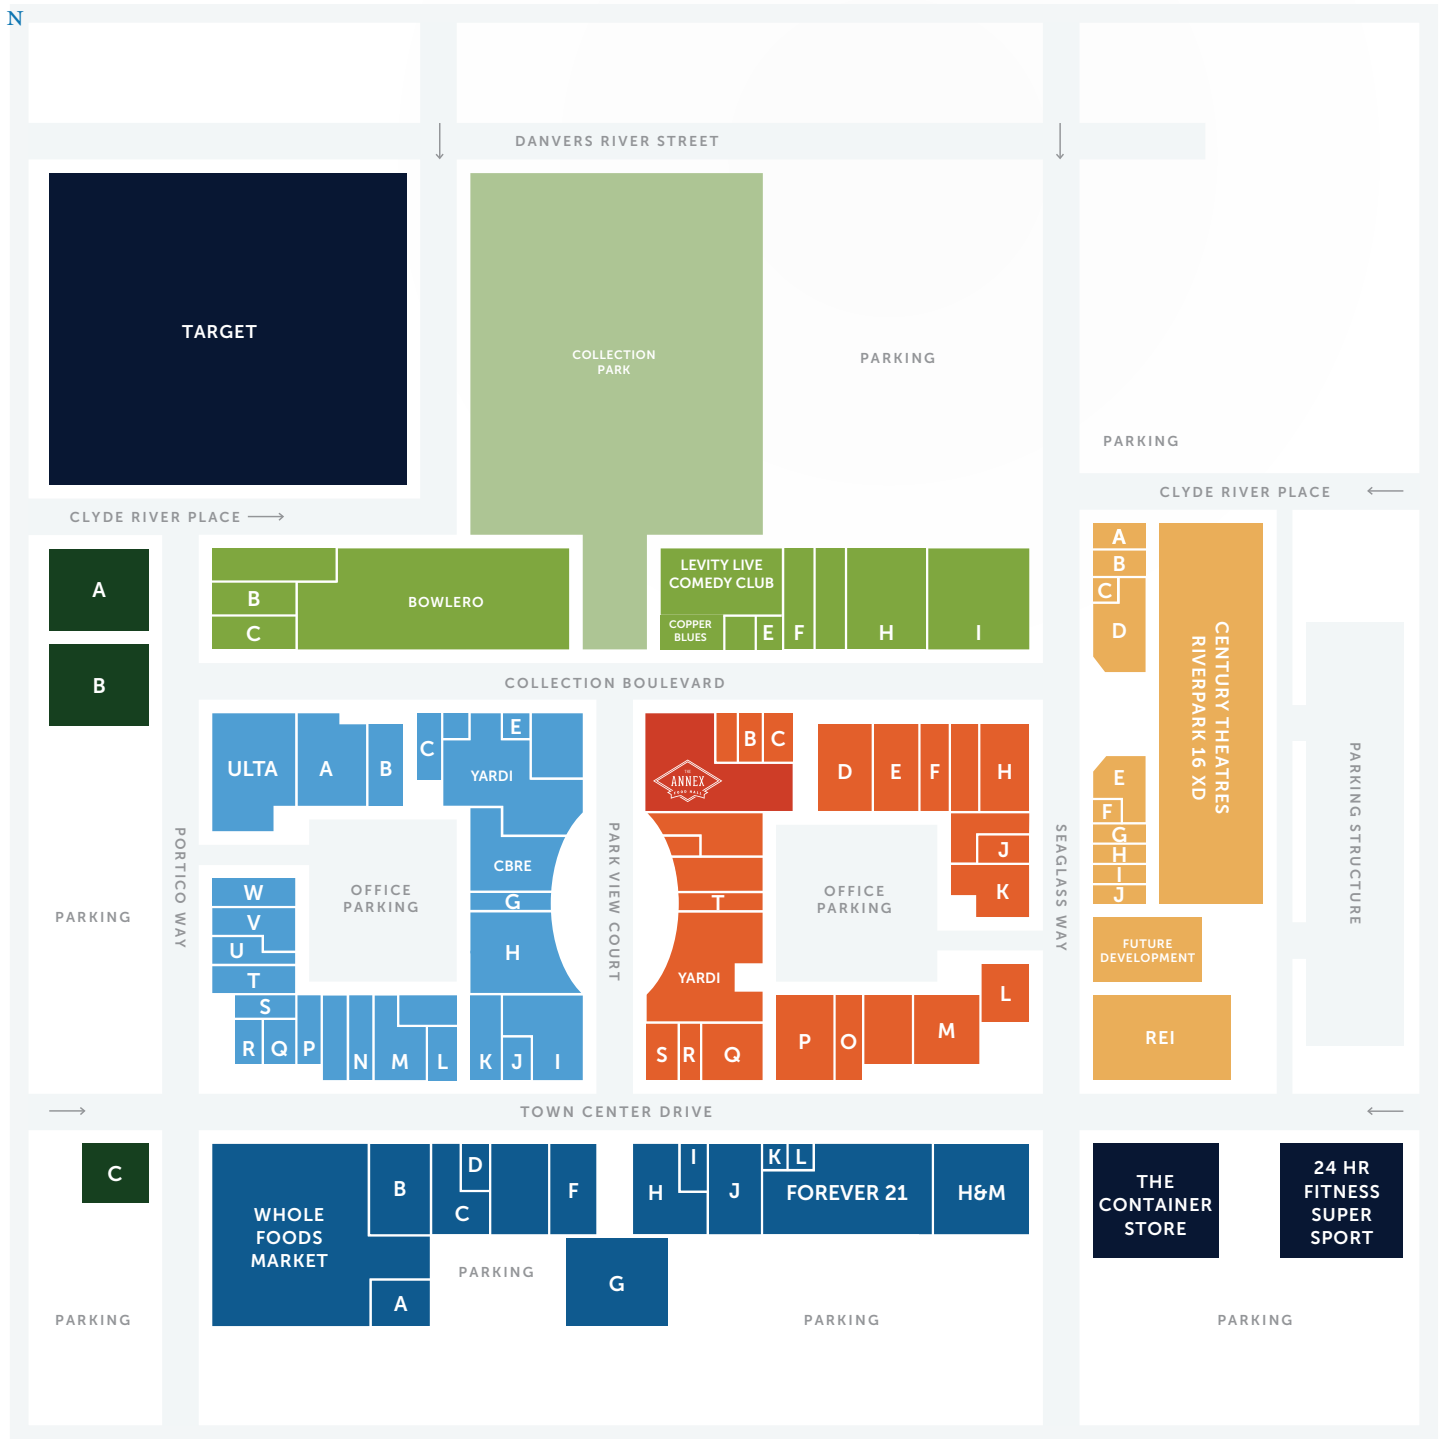 N
DANVERS RIVER STREET
TARGET
COLLECTION
PARK
PARKING
PARKING
CLYDE RIVER PLACE
CLYDE RIVER PLACE
A
B
B
C
BOWLERO
LEVITY LIVE
COMEDY CLUB
COPPER
BLUES
E
F
H
I
A
B
C
D
CENTURY THEATRES
RIVERPARK 16 XD
E
F
G
H
I
J
FUTURE
DEVELOPMENT
REI
PARKING STRUCTURE
COLLECTION BOULEVARD
ULTA
A
B
C
E
YARDI
CBRE
G
H
OFFICE
PARKING
W
V
U
T
S
R
Q
P
N
M
L
K
J
I
PARKING
PORTICO WAY
PARK VIEW COURT
THE
ANNEX
FOOD HALL
B
C
D
E
F
H
J
K
T
YARDI
OFFICE
PARKING
L
S
R
Q
P
O
M
SEAGLASS WAY
TOWN CENTER DRIVE
C
PARKING
WHOLE
FOODS
MARKET
B
A
D
C
F
PARKING
G
H
I
J
K
L
FOREVER 21
H&M
PARKING
THE
CONTAINER
STORE
24 HR
FITNESS
SUPER
SPORT
PARKING